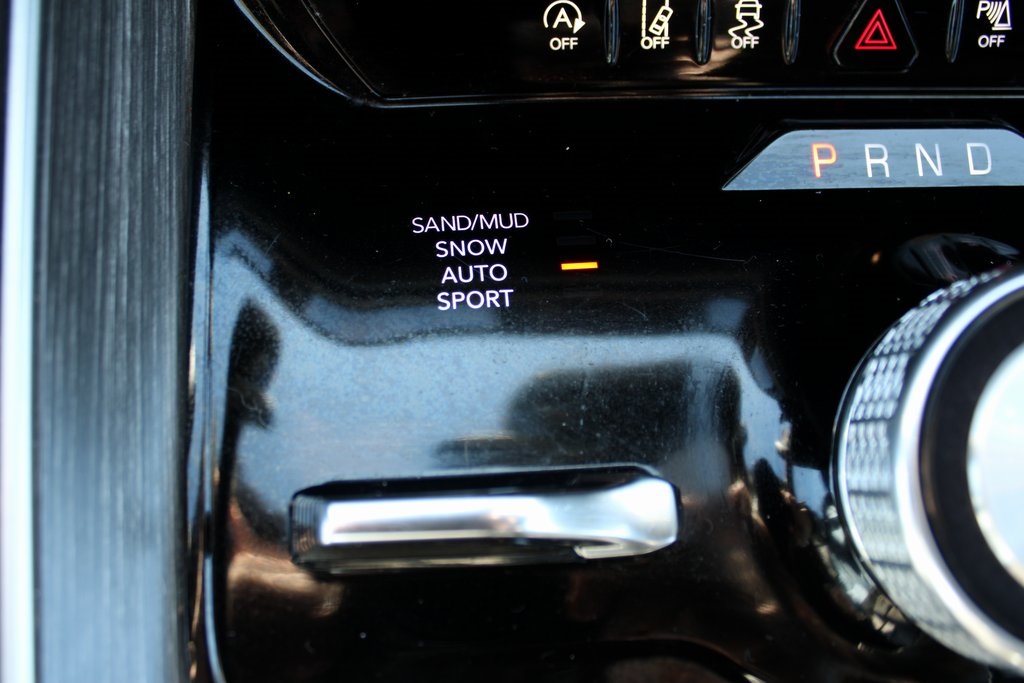 A
OFF
OFF
OFF
P
OFF
P R N D
SAND/MUD
SNOW
AUTO
SPORT